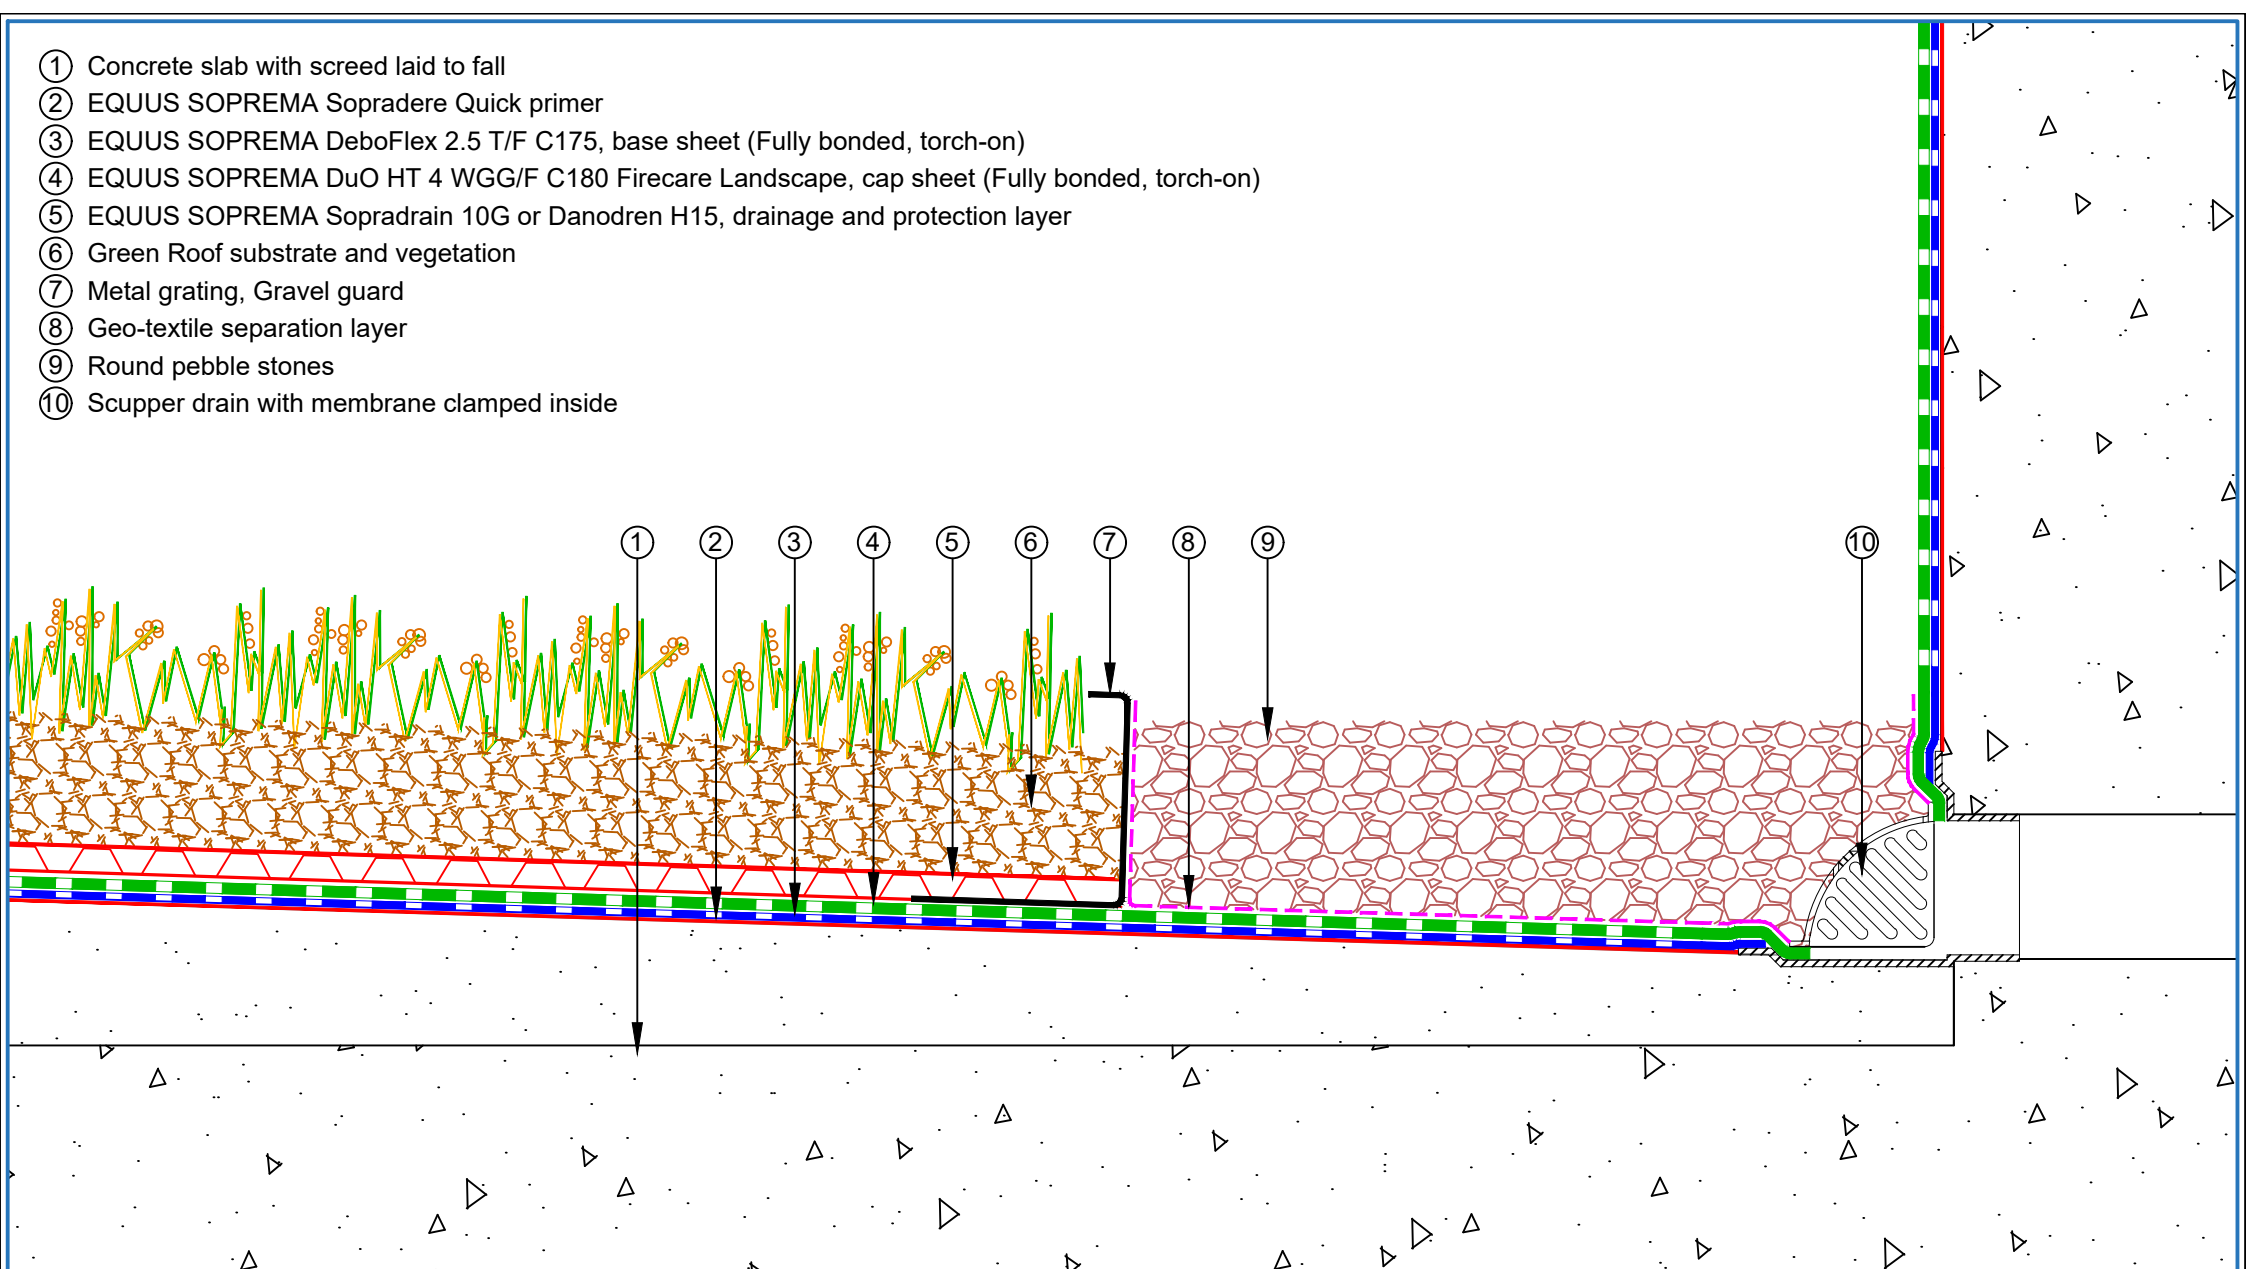 ① Concrete slab with screed laid to fall
② EQUUS SOPREMA Sopradere Quick primer
③ EQUUS SOPREMA DeboFlex 2.5 T/F C175, base sheet (Fully bonded, torch-on)
④ EQUUS SOPREMA DuO HT 4 WGG/F C180 Firecare Landscape, cap sheet (Fully bonded, torch-on)
⑤ EQUUS SOPREMA Sopradrain 10G or Danodren H15, drainage and protection layer
⑥ Green Roof substrate and vegetation
⑦ Metal grating, Gravel guard
⑧ Geo-textile separation layer
⑨ Round pebble stones
⑩ Scupper drain with membrane clamped inside
① ② ③ ④ ⑤ ⑥ ⑦ ⑧ ⑨ ⑩